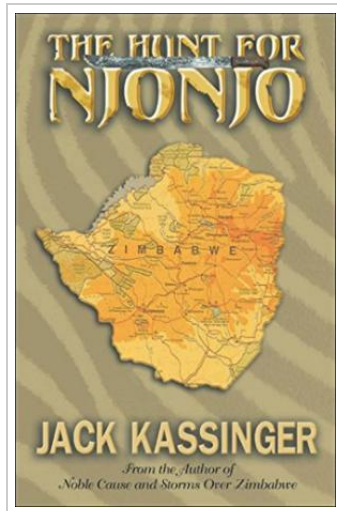 THE HUNT FOR
NJONJO
ZIMBABWE
JACK KASSINGER
From the Author of
Noble Cause and Storms Over Zimbabwe